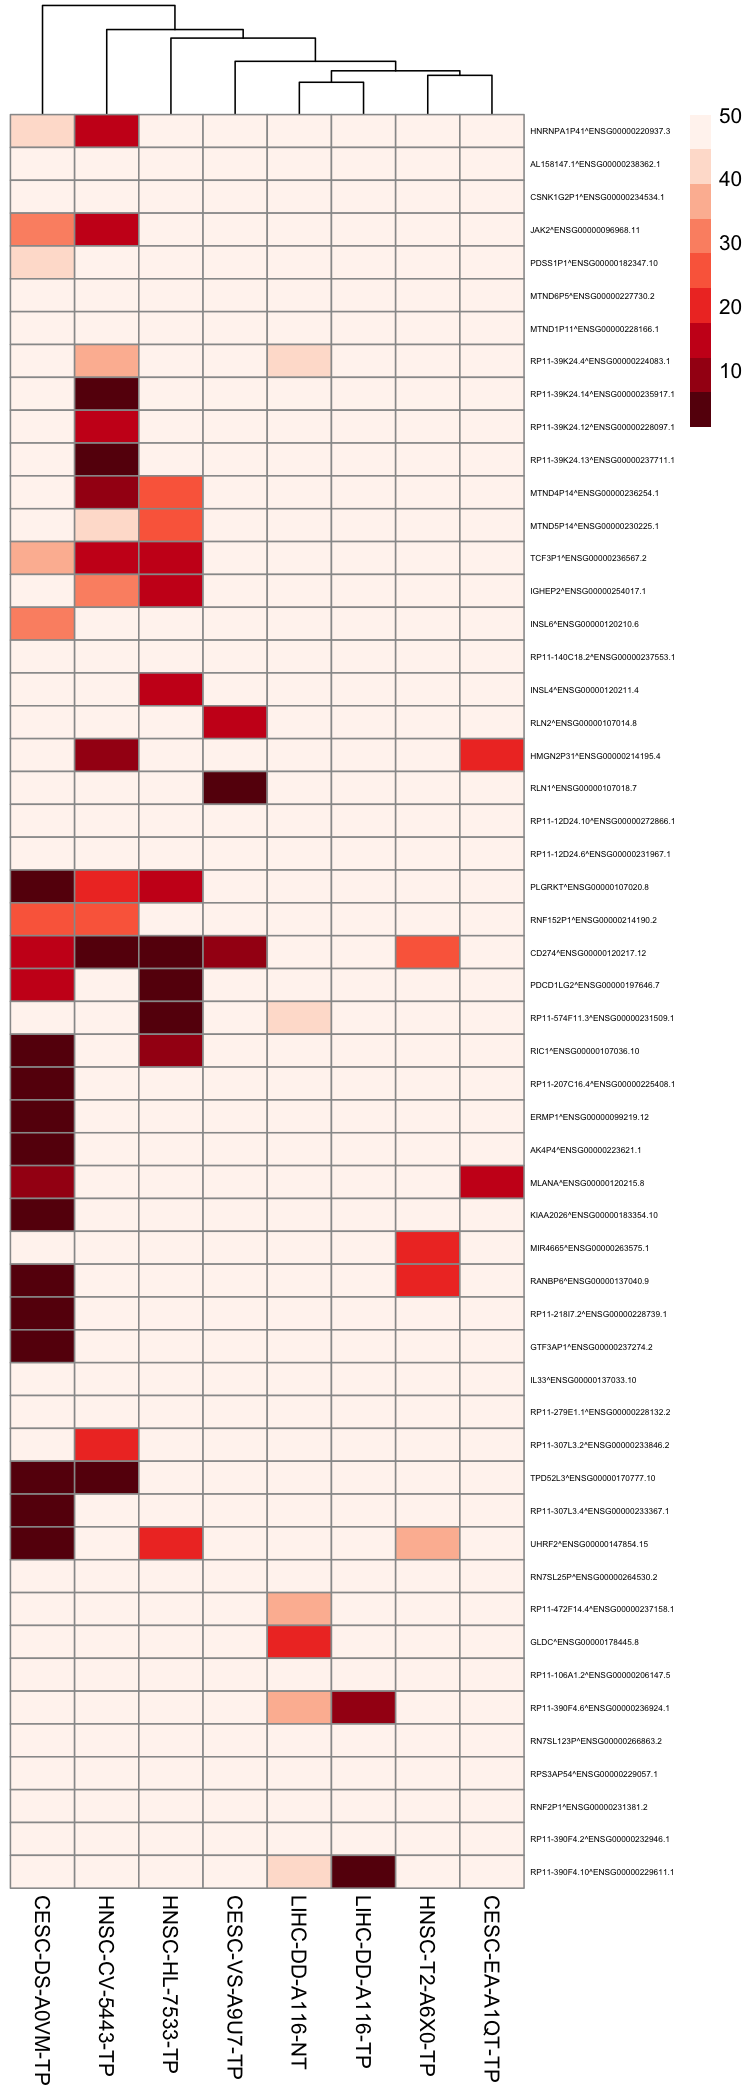 HNRNPA1P41^ENSG00000220937.3
AL158147.1^ENSG00000238362.1
CSNK1G2P1^ENSG00000234534.1
JAK2^ENSG00000096968.11
PDSS1P1^ENSG00000182347.10
MTND6P5^ENSG00000227730.2
MTND1P11^ENSG00000228166.1
RP11-39K24.4^ENSG00000224083.1
RP11-39K24.14^ENSG00000235917.1
RP11-39K24.12^ENSG00000228097.1
RP11-39K24.13^ENSG00000237711.1
MTND4P14^ENSG00000236254.1
MTND5P14^ENSG00000230225.1
TCF3P1^ENSG00000236567.2
IGHEP2^ENSG00000254017.1
INSL6^ENSG00000120210.6
RP11-140C18.2^ENSG00000237553.1
INSL4^ENSG00000120211.4
RLN2^ENSG00000107014.8
HMGN2P31^ENSG00000214195.4
RLN1^ENSG00000107018.7
RP11-12D24.10^ENSG00000272866.1
RP11-12D24.6^ENSG00000231967.1
PLGRKT^ENSG00000107020.8
RNF152P1^ENSG00000214190.2
CD274^ENSG00000120217.12
PDCD1LG2^ENSG00000197646.7
RP11-574F11.3^ENSG00000231509.1
RIC1^ENSG00000107036.10
RP11-207C16.4^ENSG00000225408.1
ERMP1^ENSG00000099219.12
AK4P4^ENSG00000223621.1
MLANA^ENSG00000120215.8
KIAA2026^ENSG00000183354.10
MIR4665^ENSG00000263575.1
RANBP6^ENSG00000137040.9
RP11-218I7.2^ENSG00000228739.1
GTF3AP1^ENSG00000237274.2
IL33^ENSG00000137033.10
RP11-279E1.1^ENSG00000228132.2
RP11-307L3.2^ENSG00000233846.2
TPD52L3^ENSG00000170777.10
RP11-307L3.4^ENSG00000233367.1
UHRF2^ENSG00000147854.15
RN7SL25P^ENSG00000264530.2
RP11-472F14.4^ENSG00000237158.1
GLDC^ENSG00000178445.8
RP11-106A1.2^ENSG00000206147.5
RP11-390F4.6^ENSG00000236924.1
RN7SL123P^ENSG00000266863.2
RPS3AP54^ENSG00000229057.1
RNF2P1^ENSG00000231381.2
RP11-390F4.2^ENSG00000232946.1
RP11-390F4.10^ENSG00000229611.1
50
40
30
20
10
CESC-DS-A0VM-TP
HNSC-CV-5443-TP
HNSC-HL-7533-TP
CESC-VS-A9U7-TP
LIHC-DD-A116-NT
LIHC-DD-A116-TP
HNSC-T2-A6X0-TP
CESC-EA-A1QT-TP